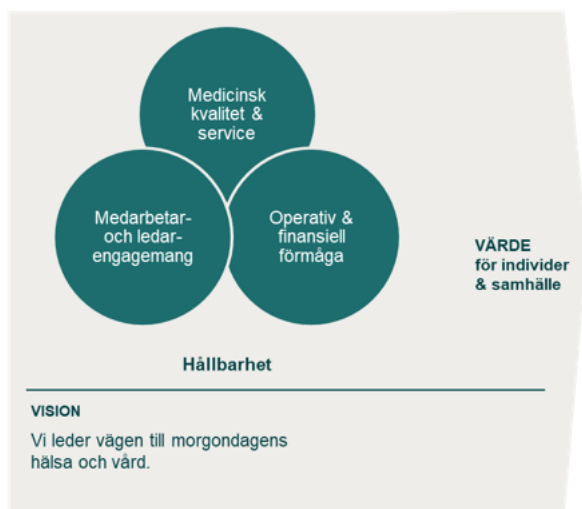 Medicinsk
kvalitet &
service
Medarbetar-
och ledar-
engagemang
Operativ &
finansiell
förmåga
VÄRDE
för individer
& samhälle
Hållbarhet
VISION
Vi leder vägen till morgondagens
hälsa och vård.